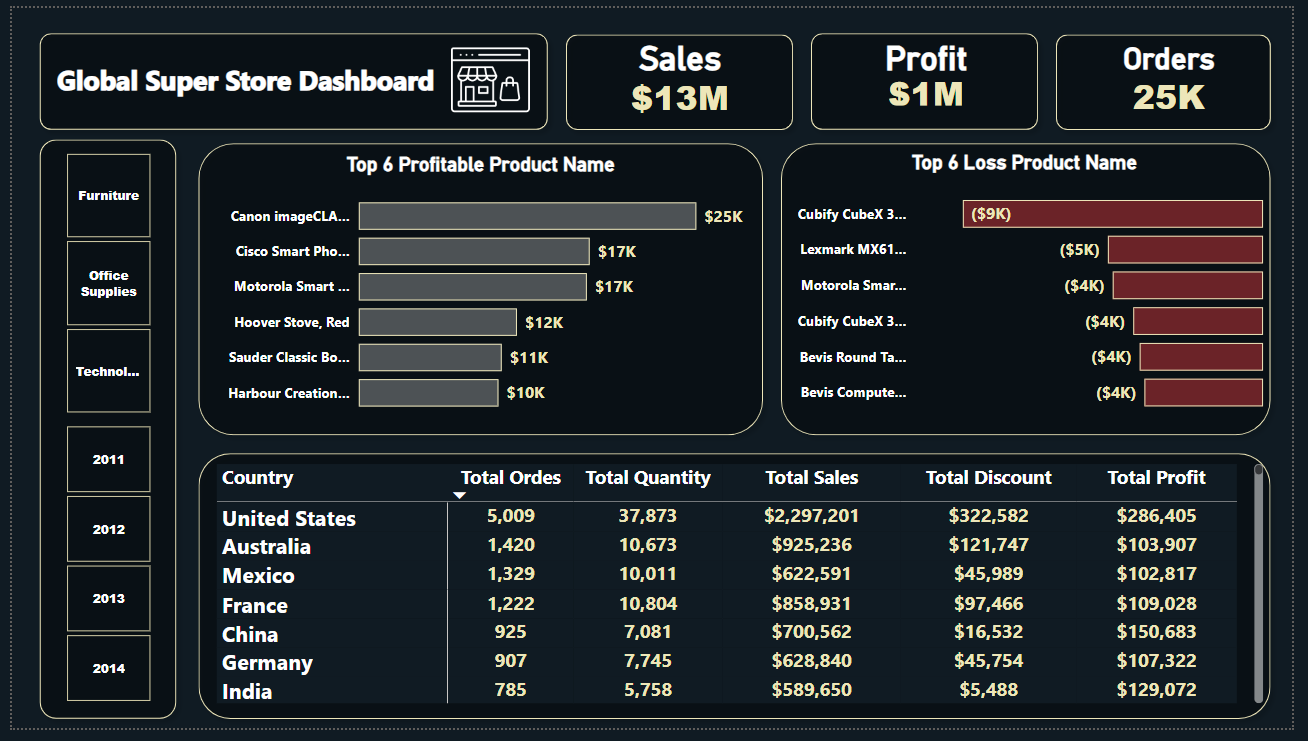 Global Super Store Dashboard
Sales
$13M
Profit
$1M
Orders
25K
Furniture
Office
Supplies
Technol...
2011
2012
2013
2014
Top 6 Profitable Product Name
Canon imageCLA... $25K
Cisco Smart Pho... $17K
Motorola Smart ... $17K
Hoover Stove, Red $12K
Sauder Classic Bo... $11K
Harbour Creation... $10K
Top 6 Loss Product Name
Cubify CubeX 3... ($9K)
Lexmark MX61... ($5K)
Motorola Smar... ($4K)
Cubify CubeX 3... ($4K)
Bevis Round Ta... ($4K)
Bevis Compute... ($4K)
Country Total Ordes Total Quantity Total Sales Total Discount Total Profit
United States 5,009 37,873 $2,297,201 $322,582 $286,405
Australia 1,420 10,673 $925,236 $121,747 $103,907
Mexico 1,329 10,011 $622,591 $45,989 $102,817
France 1,222 10,804 $858,931 $97,466 $109,028
China 925 7,081 $700,562 $16,532 $150,683
Germany 907 7,745 $628,840 $45,754 $107,322
India 785 5,758 $589,650 $5,488 $129,072